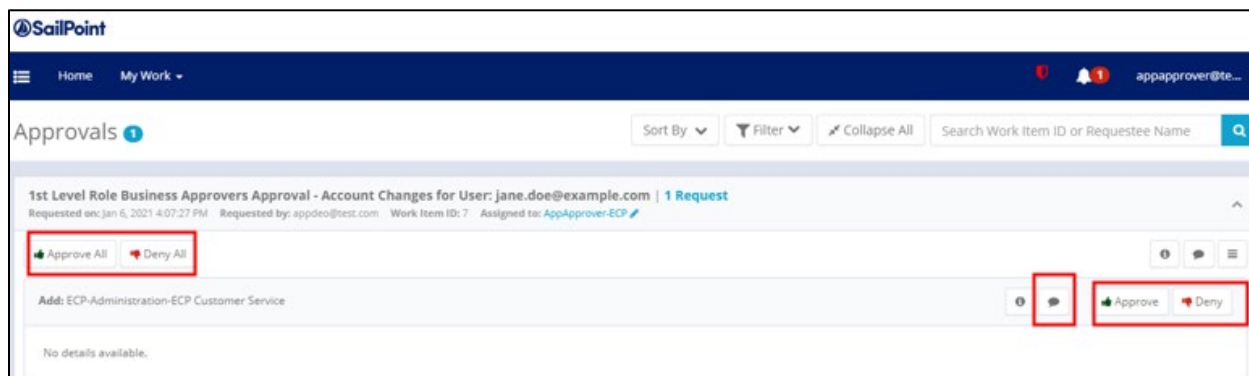 SailPoint
Home My Work 1 appapprover@te...
Approvals 1 Sort By Filter Collapse All Search Work Item ID or Requestee Name
1st Level Role Business Approvers Approval - Account Changes for User: jane.doe@example.com | 1 Request
Requested on: Jan 6, 2021 4:07:27 PM Requested by: appdeo@test.com Work Item ID: 7 Assigned to: AppApprover-ECP
Approve All Deny All
Add: ECP-Administration-ECP Customer Service Approve Deny
No details available.